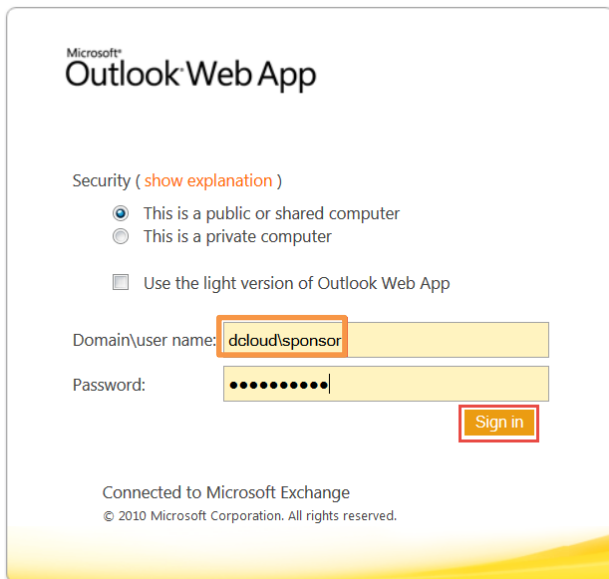 Microsoft®
Outlook Web App
Security ( show explanation )
This is a public or shared computer
This is a private computer
Use the light version of Outlook Web App
Domain\user name: dcloud\sponsor
Password: ●●●●●●●●●●
Sign in
Connected to Microsoft Exchange
© 2010 Microsoft Corporation. All rights reserved.